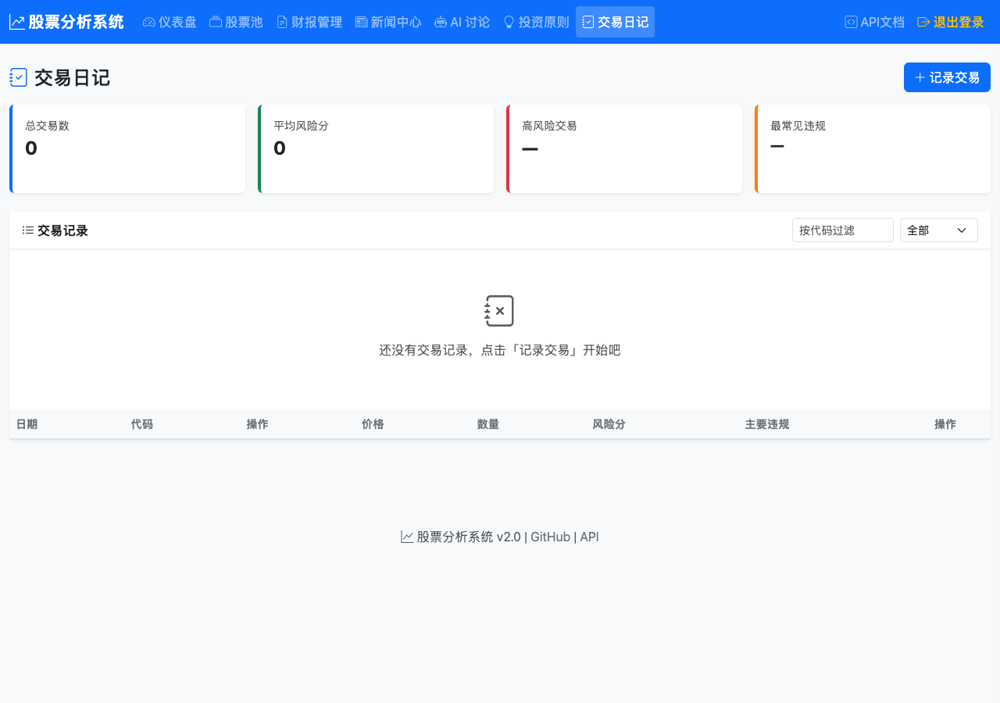 股票分析系统 仪表盘 股票池 财报管理 新闻中心 AI 讨论 投资原则 交易日记 API文档 退出登录
交易日记 + 记录交易
总交易数 平均风险分 高风险交易 最常见违规
0 0 — —
交易记录 按代码过滤 全部
还没有交易记录，点击「记录交易」开始吧
日期 代码 操作 价格 数量 风险分 主要违规 操作
股票分析系统 v2.0 | GitHub | API